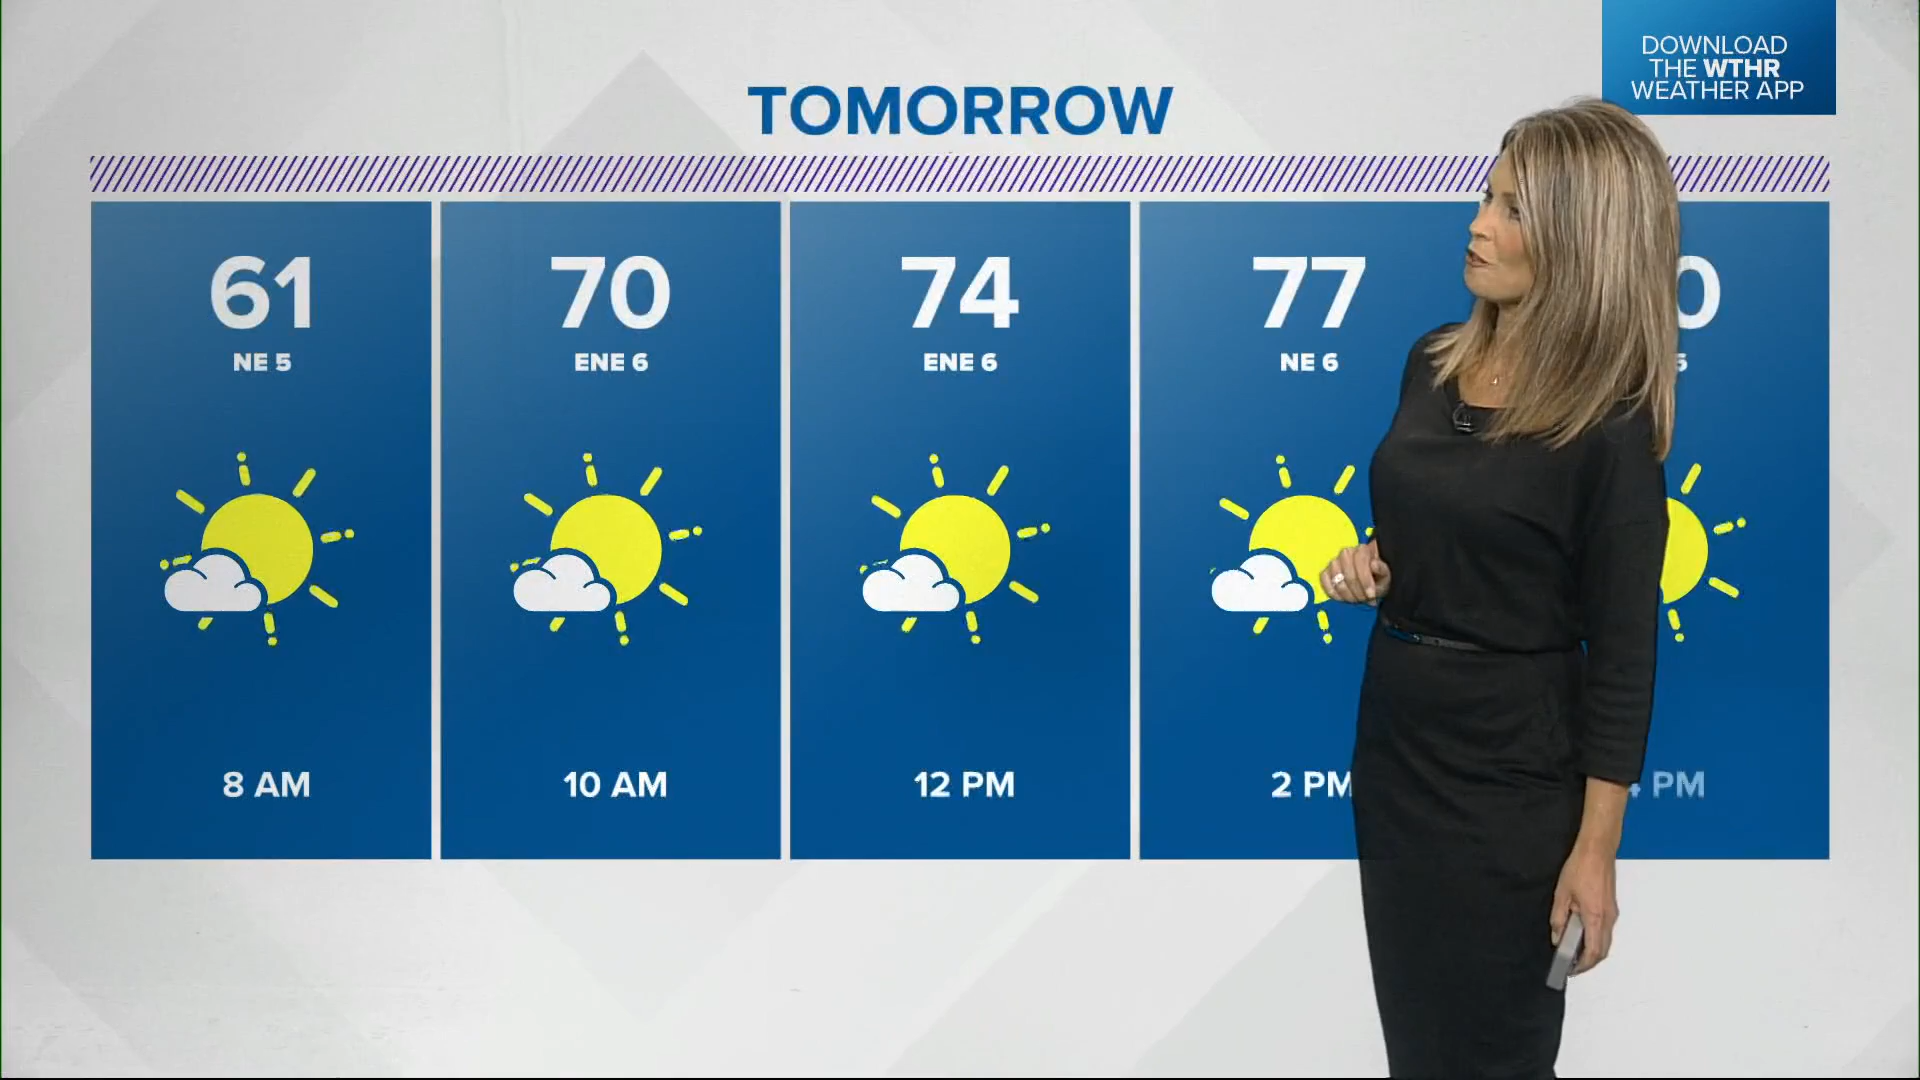 DOWNLOAD
THE WTHR
WEATHER APP
TOMORROW
61
NE 5
8 AM
70
ENE 6
10 AM
74
ENE 6
12 PM
77
NE 6
2 PM
PM